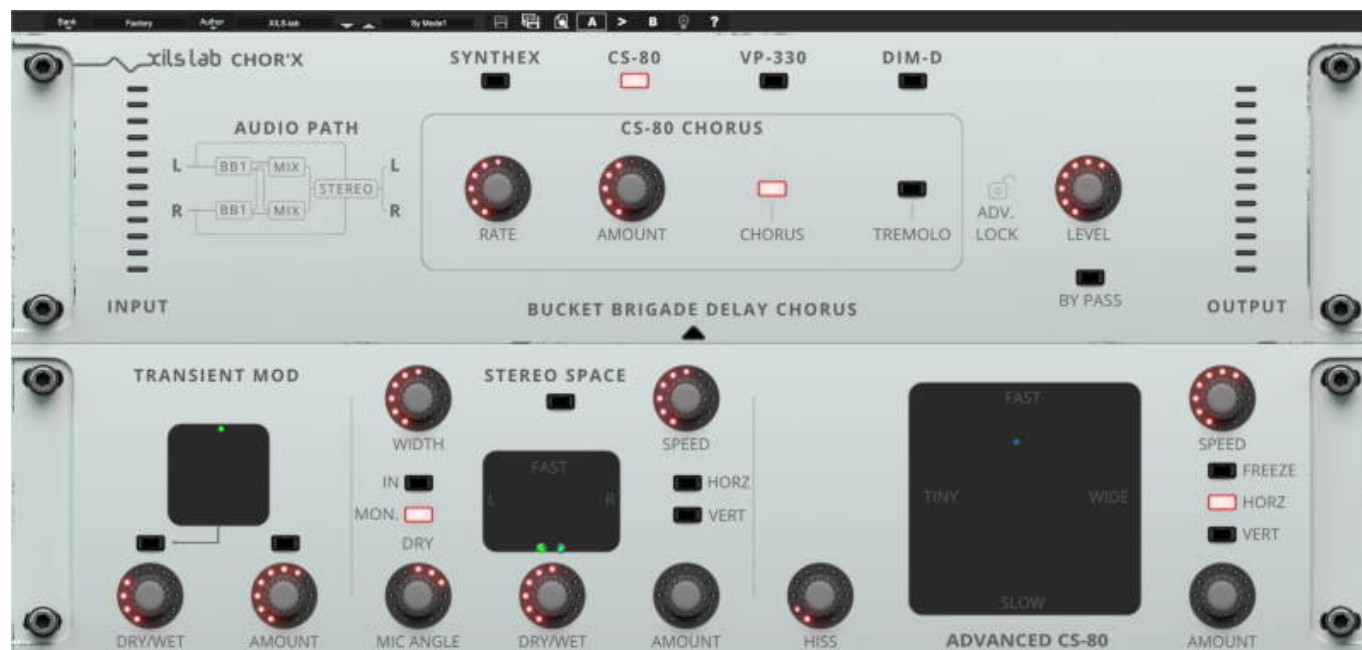 Bank Factory Author XILS-lab By Mode1 A > B ?
xils lab CHOR'X
SYNTHEX CS-80 VP-330 DIM-D
AUDIO PATH
CS-80 CHORUS
L BB1 MIX L
STEREO
R BB1 MIX R
RATE AMOUNT CHORUS TREMOLO
ADV.
LOCK
LEVEL
BY PASS
INPUT
BUCKET BRIGADE DELAY CHORUS
OUTPUT
TRANSIENT MOD
STEREO SPACE
FAST
WIDTH
SPEED
SPEED
FAST
IN
HORZ
FREEZE
L R
TINY WIDE
HORZ
MON.
VERT
VERT
DRY
SLOW
DRY/WET AMOUNT MIC ANGLE DRY/WET AMOUNT HISS ADVANCED CS-80 AMOUNT